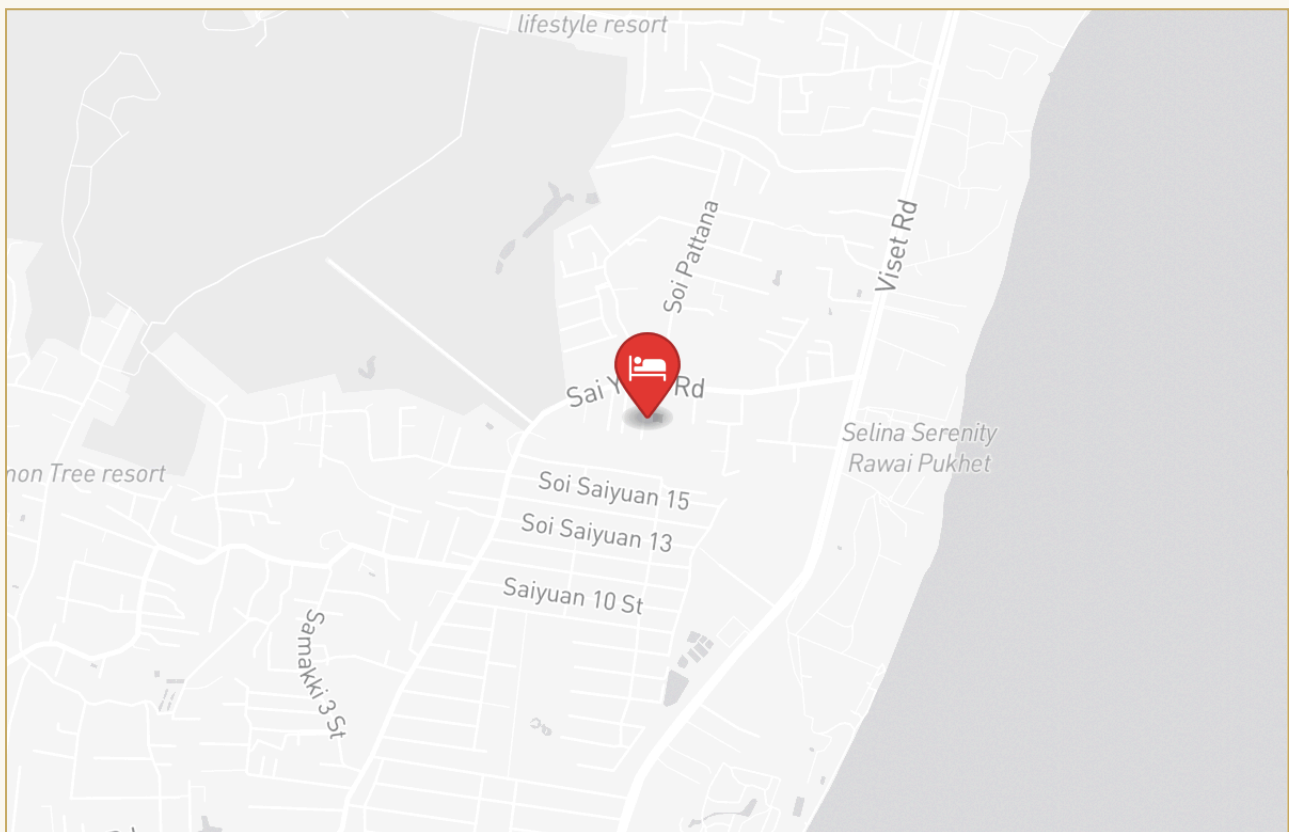 lifestyle resort
Viset Rd
Soi Pattana
Sai Y Rd
Selina Serenity
Rawai Pukhet
non Tree resort
Soi Saiyuan 15
Soi Saiyuan 13
Saiyuan 10 St
Samakki 3 St